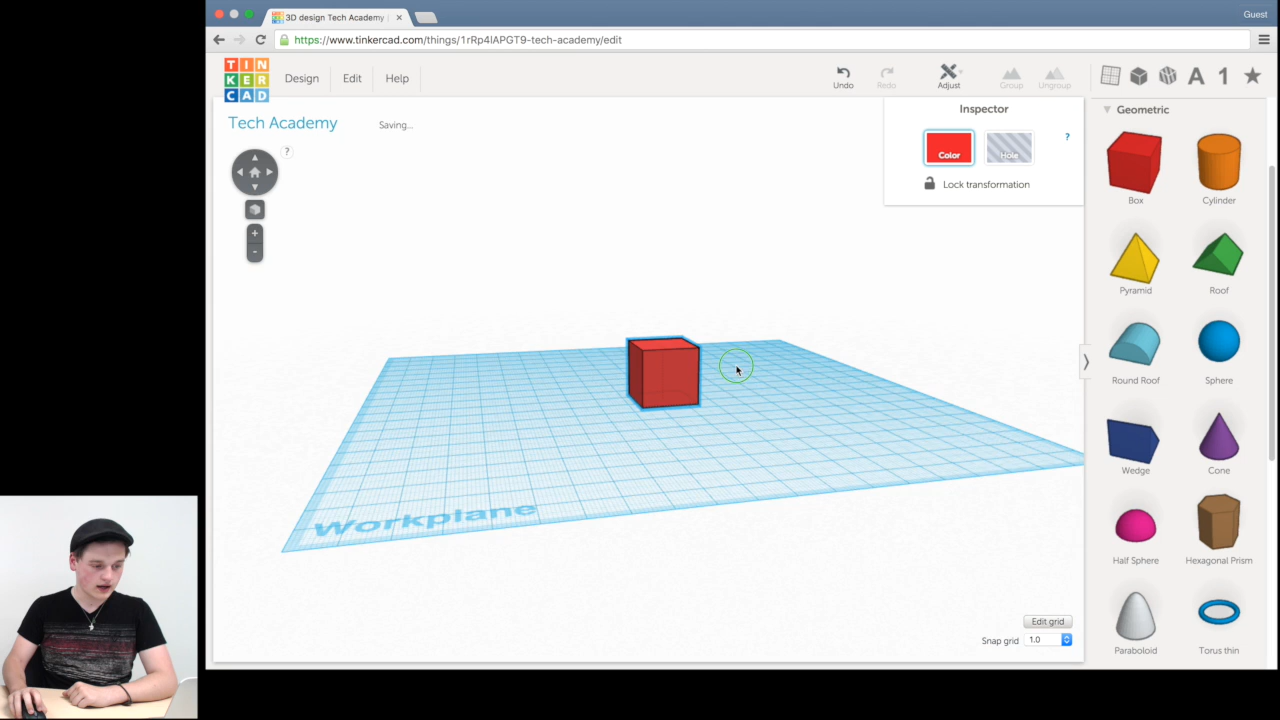 3D design Tech Academy |
Guest
https://www.tinkercad.com/things/1rRp4lAPGT9-tech-academy/edit
TIN
KER
CAD
Design
Edit
Help
Undo
Redo
Adjust
Group
Ungroup
A 1
Tech Academy
Saving...
?
Inspector
Color
Hole
?
Lock transformation
Geometric
Box
Cylinder
Pyramid
Roof
Round Roof
Sphere
Wedge
Cone
Half Sphere
Hexagonal Prism
Paraboloid
Torus thin
+
-
Workplane
Edit grid
Snap grid 1.0